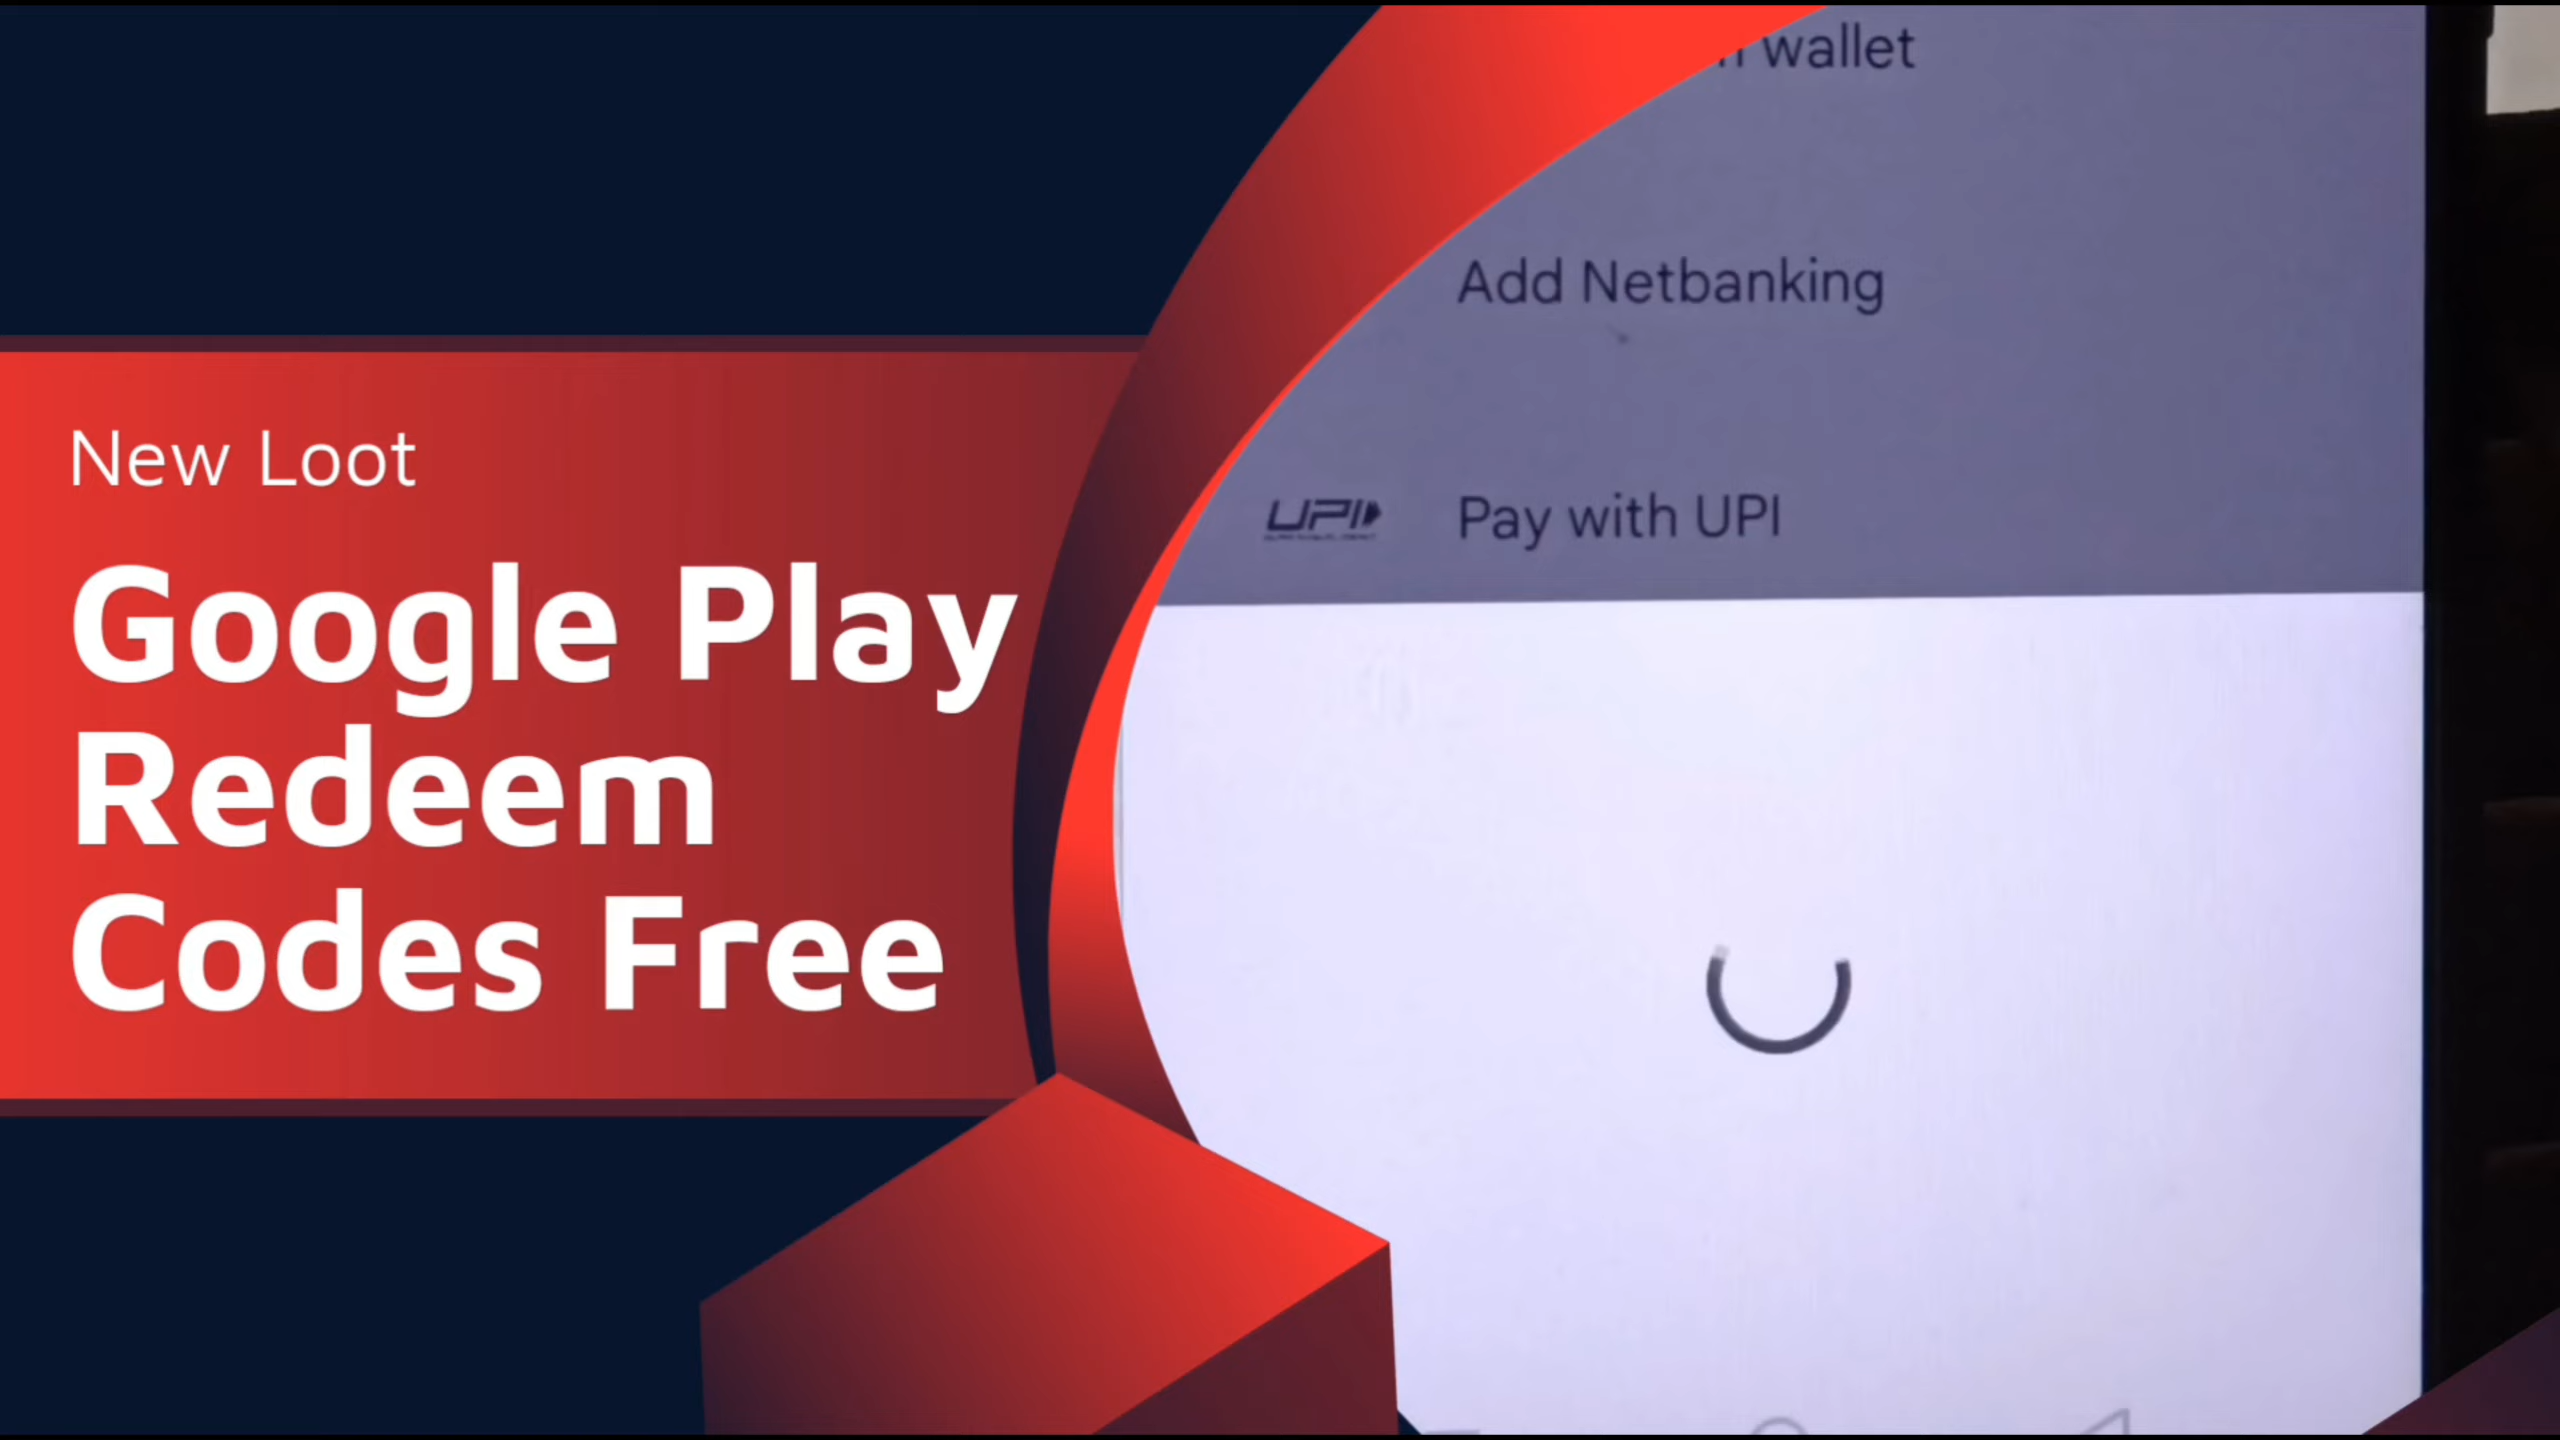 New Loot
Google Play
Redeem
Codes Free
wallet
Add Netbanking
UPI
Pay with UPI